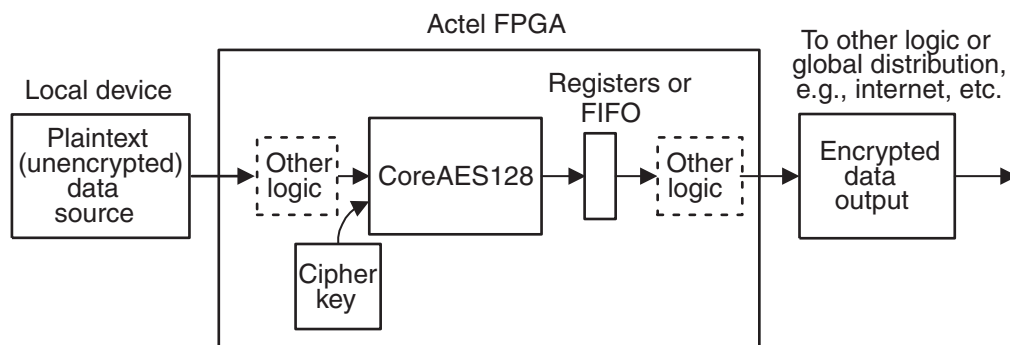 Actel FPGA
To other logic or
global distribution,
e.g., internet, etc.
Local device
Registers or
FIFO
Plaintext
(unencrypted)
data
source
Other
logic
CoreAES128
Other
logic
Encrypted
data
output
Cipher
key